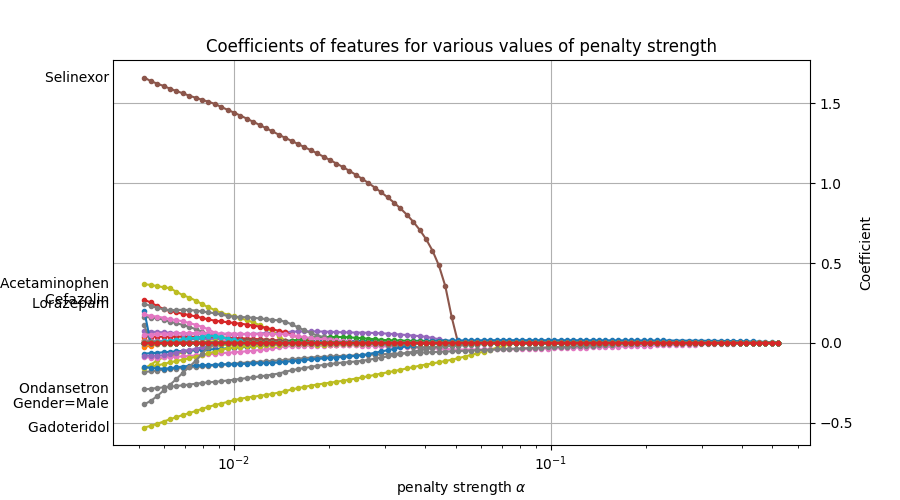 Coefficients of features for various values of penalty strength
Selinexor
Acetaminophen
Cefazolin
Lorazepam
Ondansetron
Gender=Male
Gadoteridol
1.5
1.0
0.5
0.0
−0.5
Coefficient
10⁻² 10⁻¹
penalty strength α